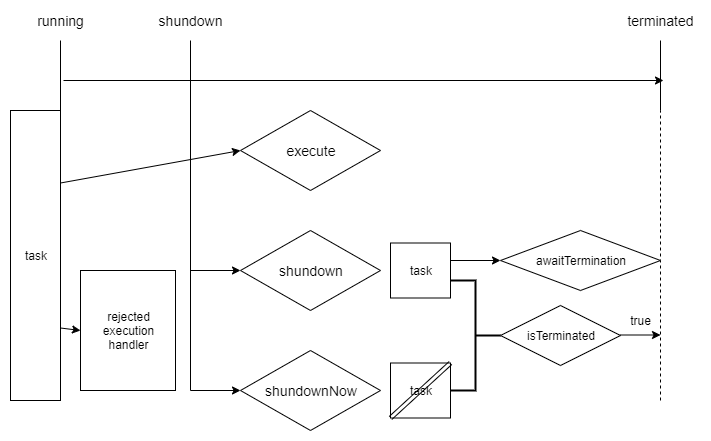 running
shundown
terminated
execute
task
shundown
task
awaitTermination
rejected
execution
handler
true
isTerminated
shundownNow
task